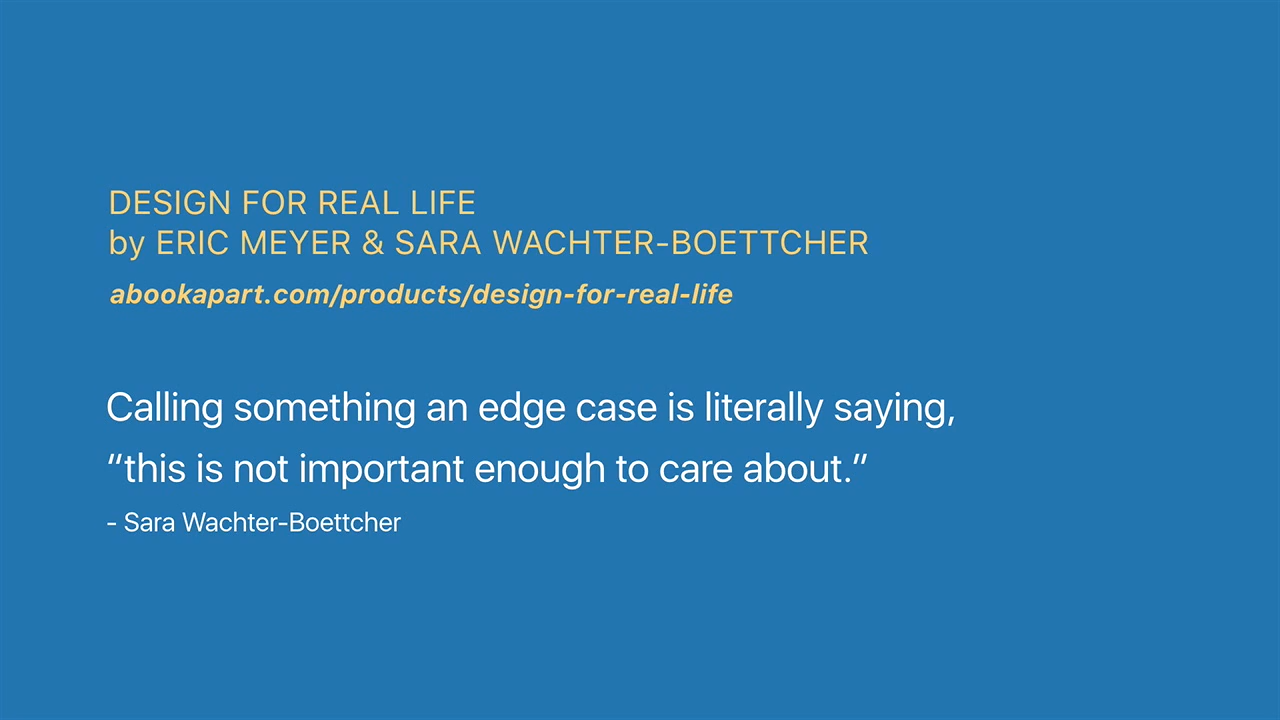 DESIGN FOR REAL LIFE
by ERIC MEYER & SARA WACHTER-BOETTCHER
abookapart.com/products/design-for-real-life
Calling something an edge case is literally saying,
”this is not important enough to care about.”
- Sara Wachter-Boettcher